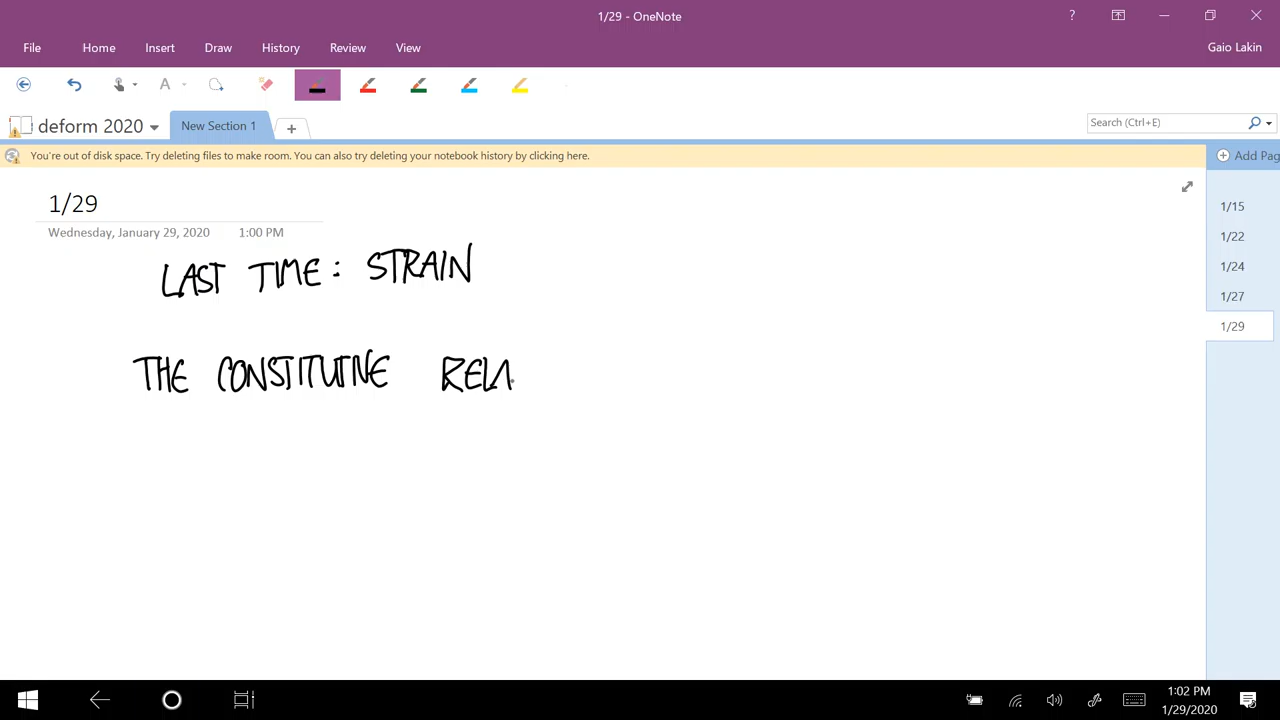 1/29 - OneNote
?
File Home Insert Draw History Review View
Gaio Lakin
A
deform 2020
New Section 1
+
Search (Ctrl+E)
You're out of disk space. Try deleting files to make room. You can also try deleting your notebook history by clicking here.
Add Pag
1/29
Wednesday, January 29, 2020 1:00 PM
1/15
1/22
1/24
1/27
1/29
LAST TIME: STRAIN
THE CONSTITUTIVE RELA
1:02 PM
1/29/2020